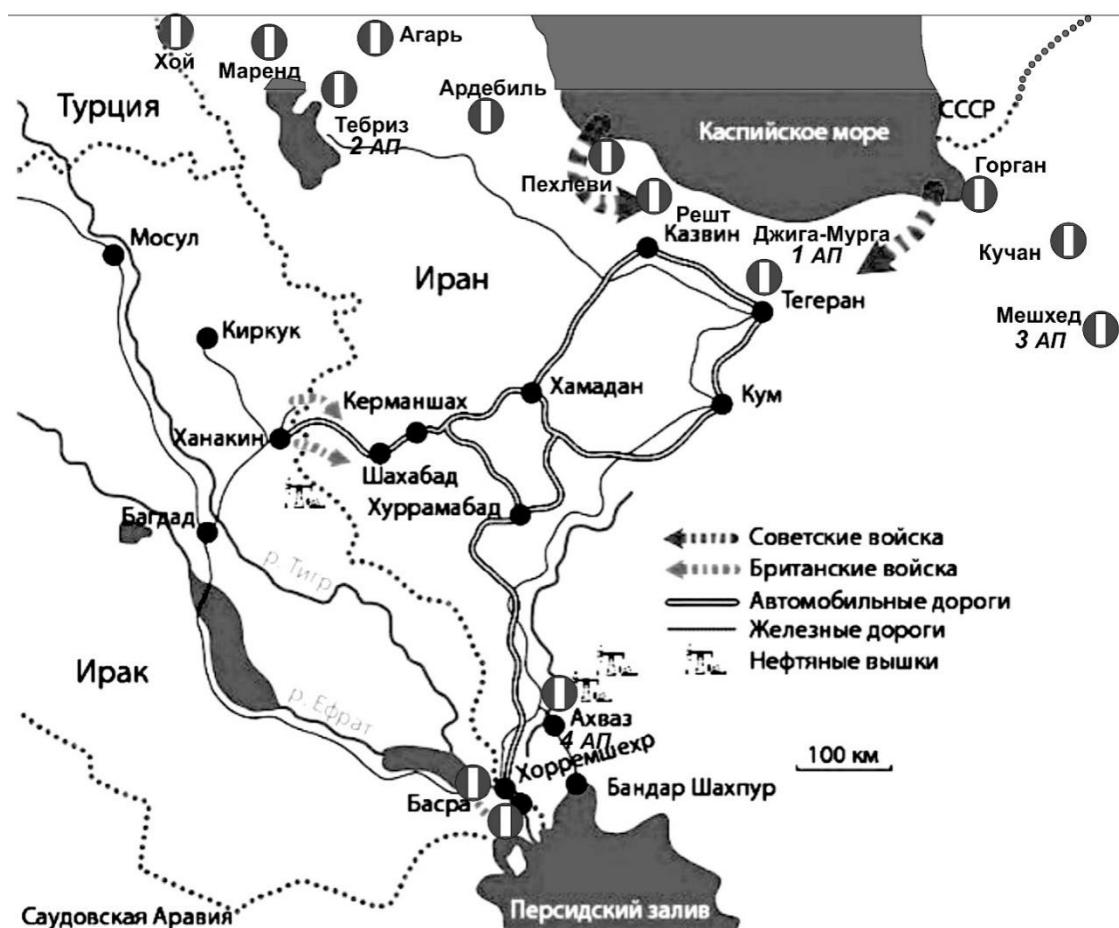 Хой
Маренд
Агарь
Турция
Тебриз
2 АП
Ардебиль
Каспийское море
СССР
Пехлеви
Горган
Решт
Казвин
Джига-Мурга
1 АП
Кучан
Мосул
Иран
Тегеран
Мешхед
3 АП
Киркук
Хамадан
Кум
Керманшах
Ханакин
Шахабад
Хуррамабад
Багдад
р. Тигр
Советские войска
Британские войска
Автомобильные дороги
Железные дороги
Нефтяные вышки
Ирак
р. Ефрат
Ахваз
4 АП
Хорремшехр
100 км
Басра
Бандар Шахпур
Саудовская Аравия
Персидский залив